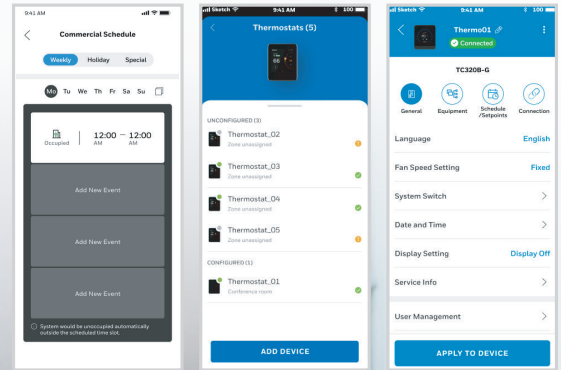 9:41 AM
Commercial Schedule
Weekly Holiday Special
Mo Tu We Th Fr Sa Su
Occupied
12:00 – 12:00
AM AM
Add New Event
Add New Event
Add New Event
System would be unoccupied automatically
outside the scheduled time slot.
Sketch 9:41 AM 100
Thermostats (5)
66
UNCONFIGURED (3)
Thermostat_02
Zone unassigned
Thermostat_03
Zone unassigned
Thermostat_04
Zone unassigned
Thermostat_05
Zone unassigned
CONFIGURED (1)
Thermostat_01
Conference room
ADD DEVICE
Sketch 9:41 AM 100
Thermo01
Connected
TC320B-G
General Equipment Schedule
/Setpoints Connection
Language English
Fan Speed Setting Fixed
System Switch
Date and Time
Display Setting Display Off
Service Info
User Management
APPLY TO DEVICE